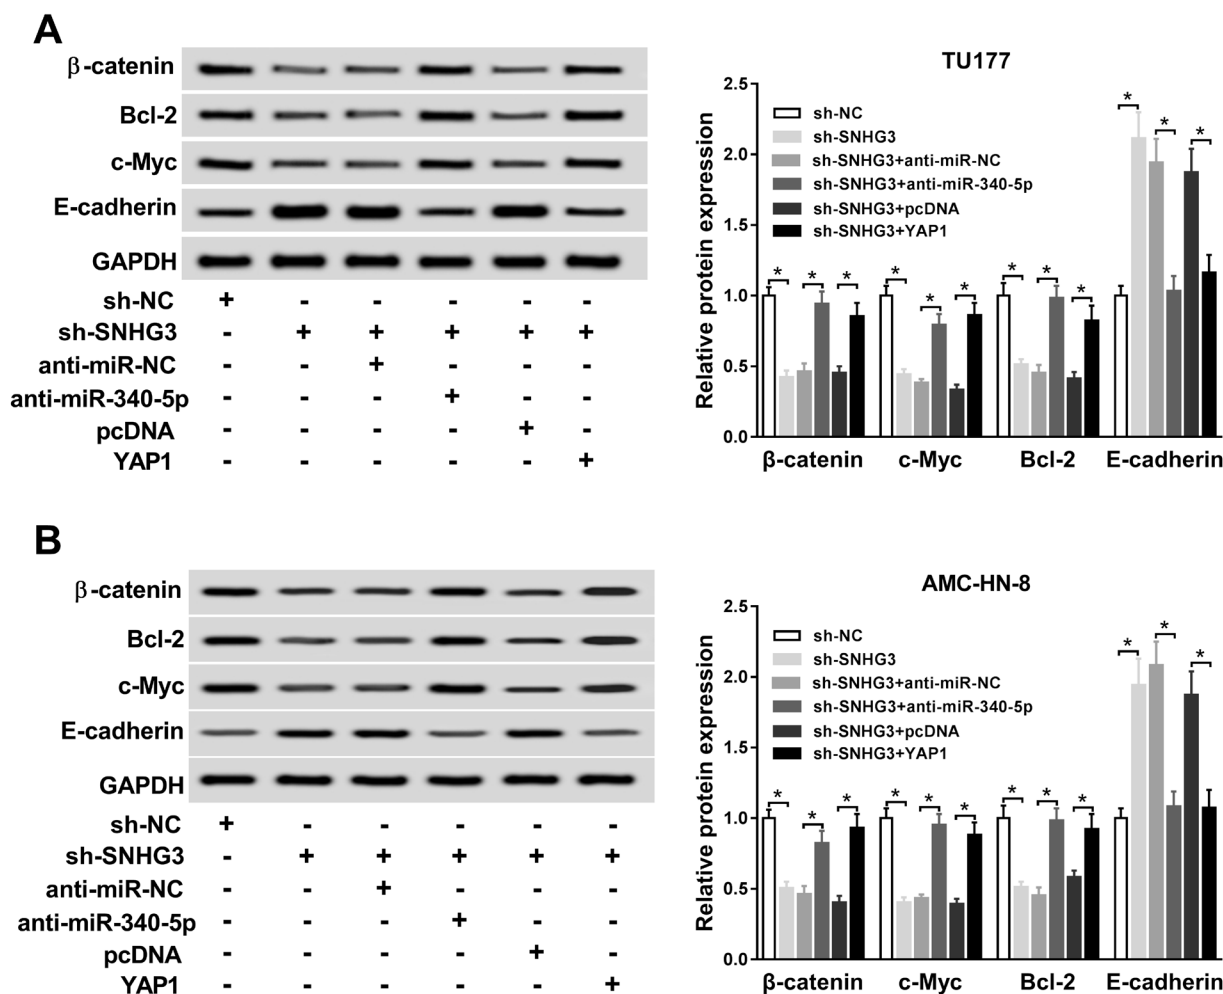 A
β-catenin
Bcl-2
c-Myc
E-cadherin
GAPDH
sh-NC + - - - - -
sh-SNHG3 - + + + + +
anti-miR-NC - - + - - -
anti-miR-340-5p - - - + - -
pcDNA - - - - + -
YAP1 - - - - - +
TU177
Relative protein expression
2.5
2.0
1.5
1.0
0.5
0.0
sh-NC
sh-SNHG3
sh-SNHG3+anti-miR-NC
sh-SNHG3+anti-miR-340-5p
sh-SNHG3+pcDNA
sh-SNHG3+YAP1
* * * * * * * * * * * *
β-catenin c-Myc Bcl-2 E-cadherin
B
β-catenin
Bcl-2
c-Myc
E-cadherin
GAPDH
sh-NC + - - - - -
sh-SNHG3 - + + + + +
anti-miR-NC - - + - - -
anti-miR-340-5p - - - + - -
pcDNA - - - - + -
YAP1 - - - - - +
AMC-HN-8
Relative protein expression
2.5
2.0
1.5
1.0
0.5
0.0
sh-NC
sh-SNHG3
sh-SNHG3+anti-miR-NC
sh-SNHG3+anti-miR-340-5p
sh-SNHG3+pcDNA
sh-SNHG3+YAP1
* * * * * * * * * * * *
β-catenin c-Myc Bcl-2 E-cadherin